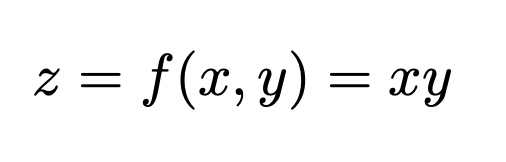 z = f(x, y) = xy